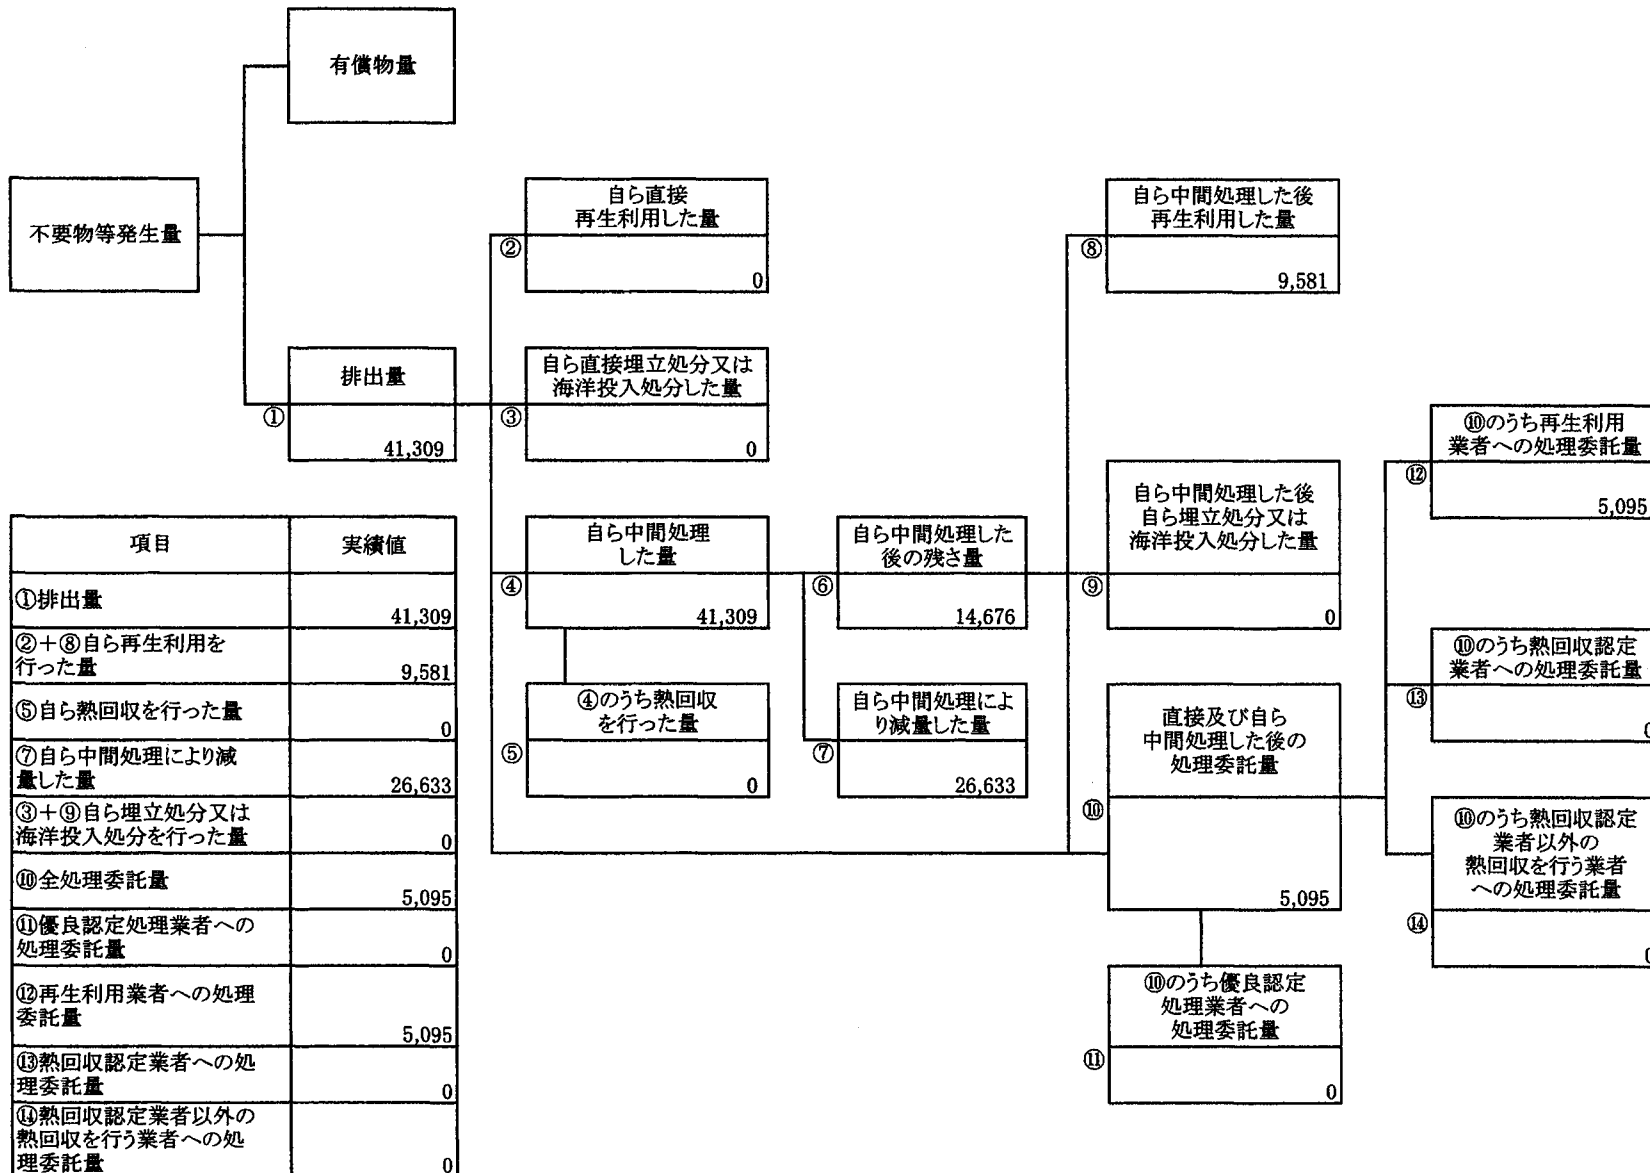 有償物量
不要物等発生量
排出量
①
41,309
自ら直接
再生利用した量
②
0
自ら直接埋立処分又は
海洋投入処分した量
③
0
自ら中間処理
した量
④
41,309
④のうち熱回収
を行った量
⑤
0
自ら中間処理した
後の残さ量
⑥
14,676
自ら中間処理によ
り減量した量
⑦
26,633
自ら中間処理した後
再生利用した量
⑧
9,581
自ら中間処理した後
自ら埋立処分又は
海洋投入処分した量
⑨
0
直接及び自ら
中間処理した後の
処理委託量
⑩
5,095
⑩のうち優良認定
処理業者への
処理委託量
⑪
0
⑩のうち再生利用
業者への処理委託量
⑫
5,095
⑩のうち熱回収認定
業者への処理委託量
⑬
0
⑩のうち熱回収認定
業者以外の
熱回収を行う業者
への処理委託量
⑭
0
項目 実績値
①排出量
41,309
②+⑧自ら再生利用を
行った量
9,581
⑤自ら熱回収を行った量
0
⑦自ら中間処理により減
量した量
26,633
③+⑨自ら埋立処分又は
海洋投入処分を行った量
0
⑩全処理委託量
5,095
⑪優良認定処理業者への
処理委託量
0
⑫再生利用業者への処理
委託量
5,095
⑬熱回収認定業者への処
理委託量
0
⑭熱回収認定業者以外の
熱回収を行う業者への処
理委託量
0